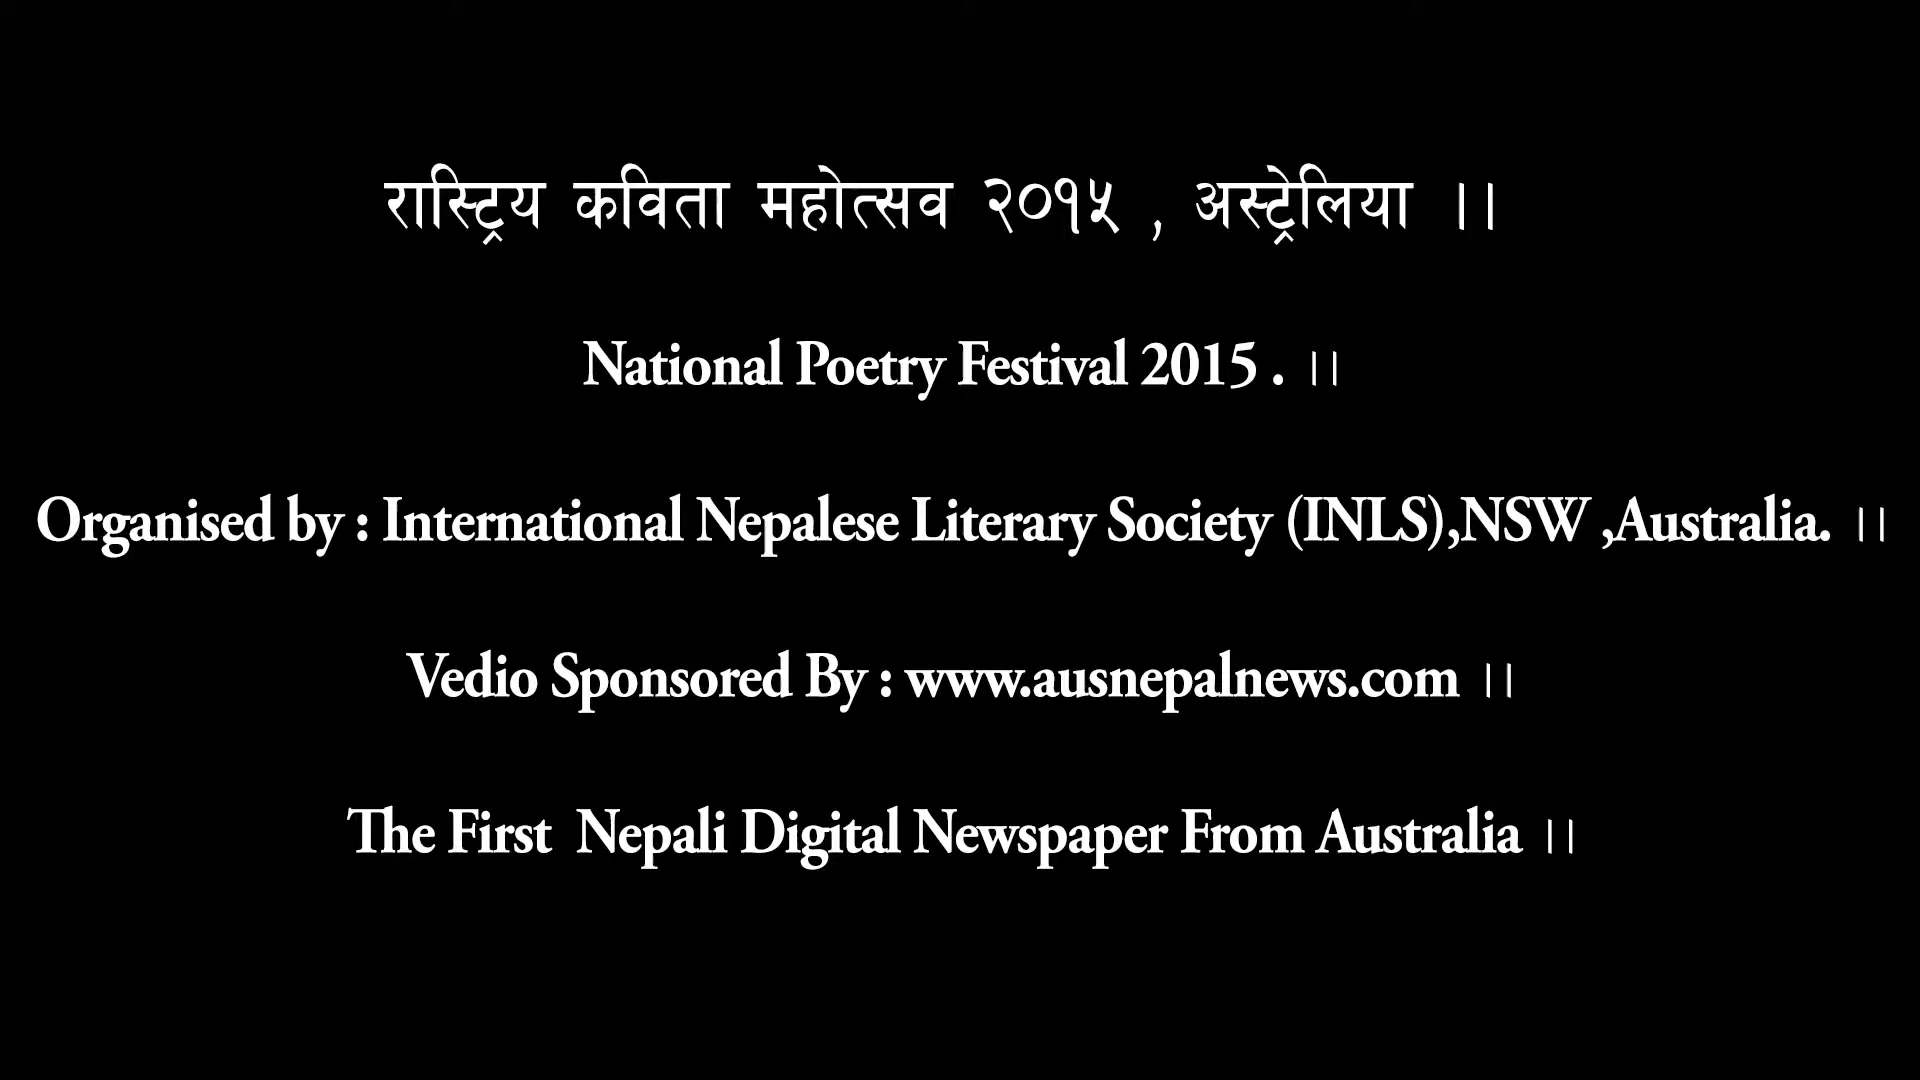 रास्ट्रिय कविता महोत्सव २०१५ , अस्ट्रेलिया ।।
National Poetry Festival 2015 . ।।
Organised by : International Nepalese Literary Society (INLS),NSW ,Australia. ।।
Vedio Sponsored By : www.ausnepalnews.com ।।
The First  Nepali Digital Newspaper From Australia ।।